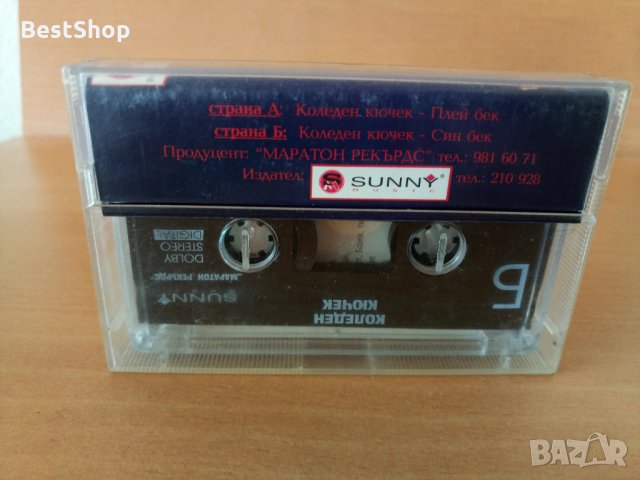 BestShop
страна А: Коледен кючек - Плей бек
страна Б: Коледен кючек - Син бек
Продуцент: "МАРАТОН РЕКЪРДС" тел.: 981 60 71
Издател: SUNNY MUSIC тел.: 210 928
Б
КОЛЕДЕН
КЮЧЕК
SUNNY
"МАРАТОН РЕКЪРДС"
DOLBY
STEREO
DIGITAL
BAZAR